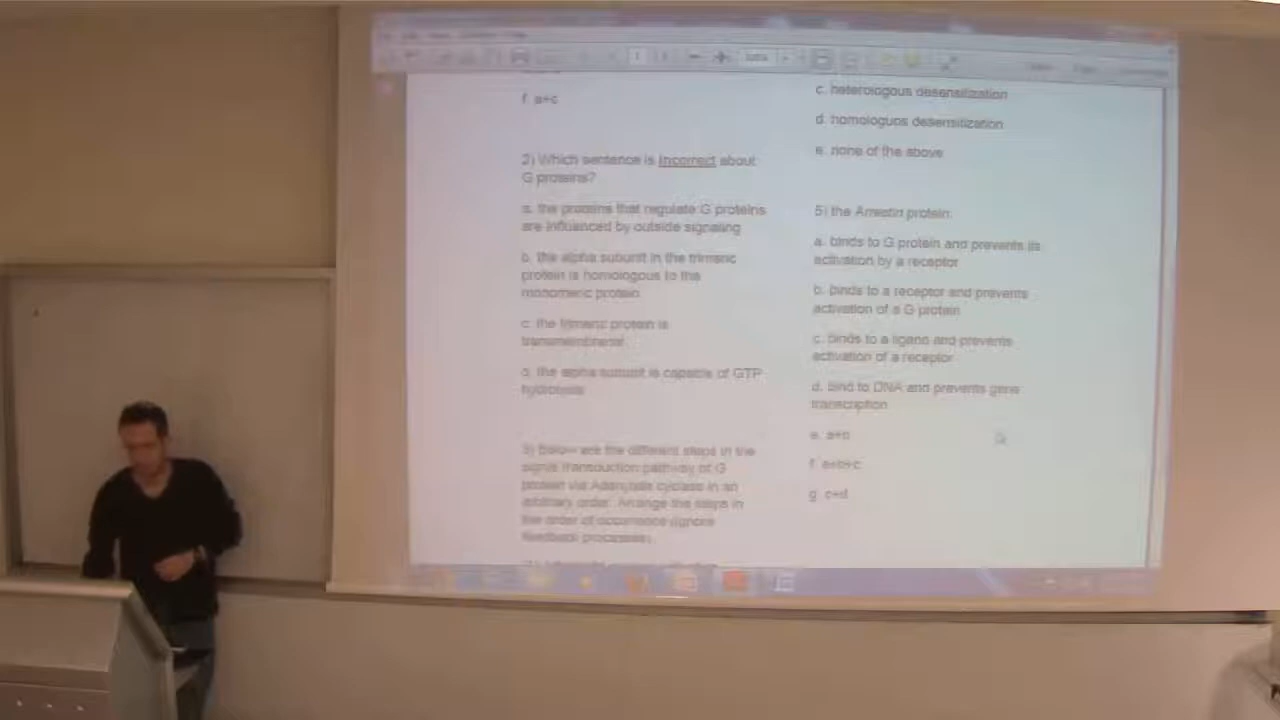 f. a+c
2) Which sentence is Incorrect about
G proteins?
a. the proteins that regulate G proteins
are influenced by outside signaling
b. the alpha subunit in the trimeric
protein is homologous to the
monomeric protein
c. the trimeric protein is
transmembranal
d. the alpha subunit is capable of GTP
hydrolysis
3) Below are the different steps in the
signal transduction pathway of G
protein via Adenylate cyclase in an
arbitrary order. Arrange the steps in
the order of occurrence (ignore
feedback processes).
c. heterologous desensitization
d. homologuos desensitization
e. none of the above
5) the Arrestin protein:
a. binds to G protein and prevents its
activation by a receptor
b. binds to a receptor and prevents
activation of a G protein
c. binds to a ligand and prevents
activation of a receptor
d. bind to DNA and prevents gene
transcription
e. a+b
f. a+b+c
g. c+d